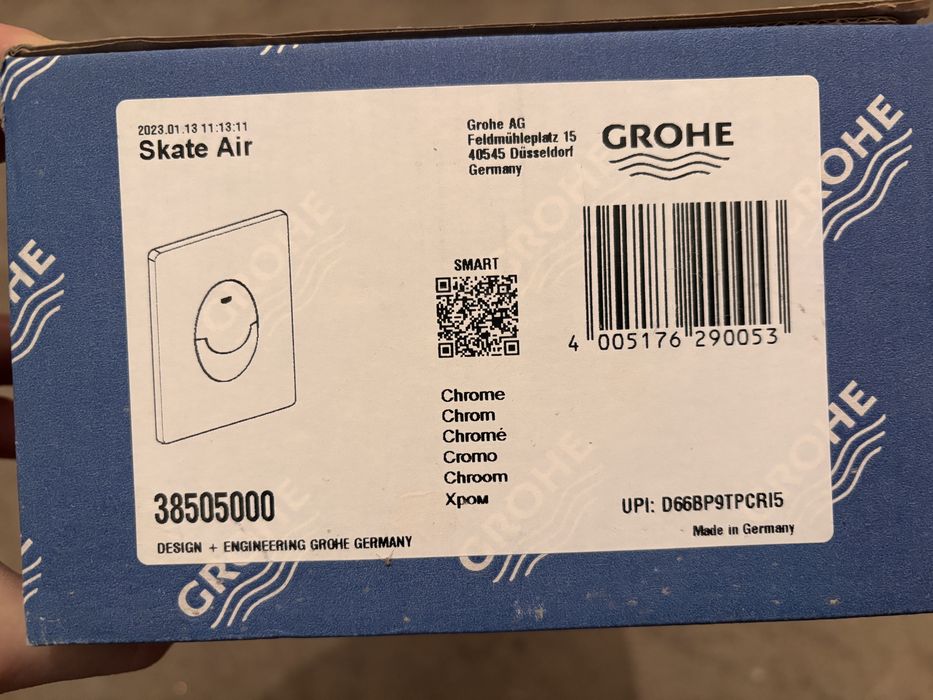 2023.01.13 11:13:11
Skate Air
Grohe AG
Feldmühleplatz 15
40545 Düsseldorf
Germany
GROHE
SMART
4 005176 290053
Chrome
Chrom
Chromé
Cromo
Chroom
Хром
38505000
DESIGN + ENGINEERING GROHE GERMANY
UPI: D66BP9TPCRI5
Made in Germany
GROHE
GROHE
GROHE
GROHE
GROHE
GROHE